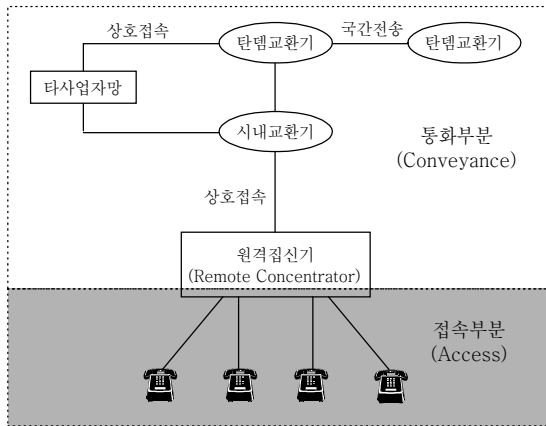 상호접속
탄뎀교환기
국간전송
탄뎀교환기
타사업자망
시내교환기
통화부분
(Conveyance)
상호접속
원격집신기
(Remote Concentrator)
접속부분
(Access)